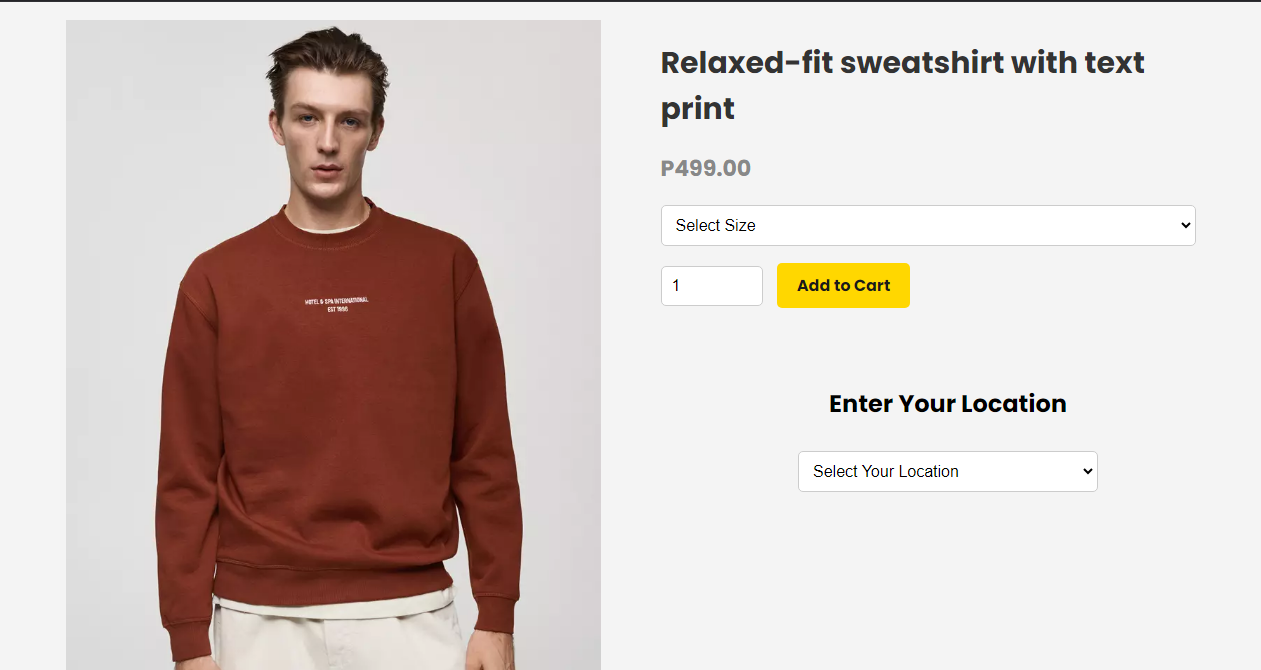 Relaxed-fit sweatshirt with text
print
P499.00
Select Size
1
Add to Cart
Enter Your Location
Select Your Location
HOTEL & SPA INTERNATIONAL
EST 1990